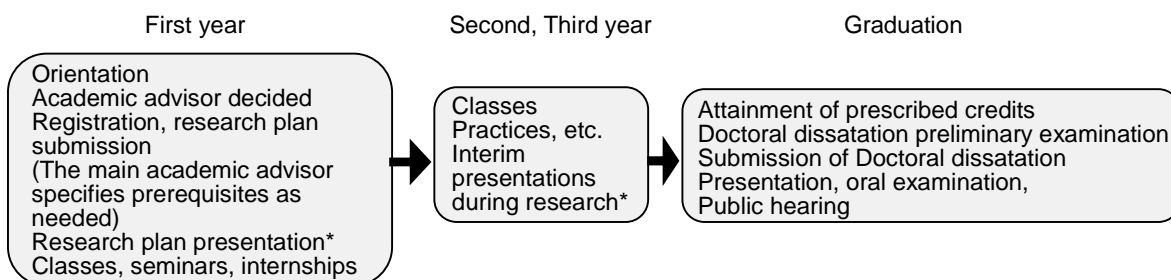 First year
Orientation
Academic advisor decided
Registration, research plan
submission
(The main academic advisor
specifies prerequisites as
needed)
Research plan presentation*
Classes, seminars, internships
Second, Third year
Classes
Practices, etc.
Interim
presentations
during research*
Graduation
Attainment of prescribed credits
Doctoral dissatation preliminary examination
Submission of Doctoral dissatation
Presentation, oral examination,
Public hearing